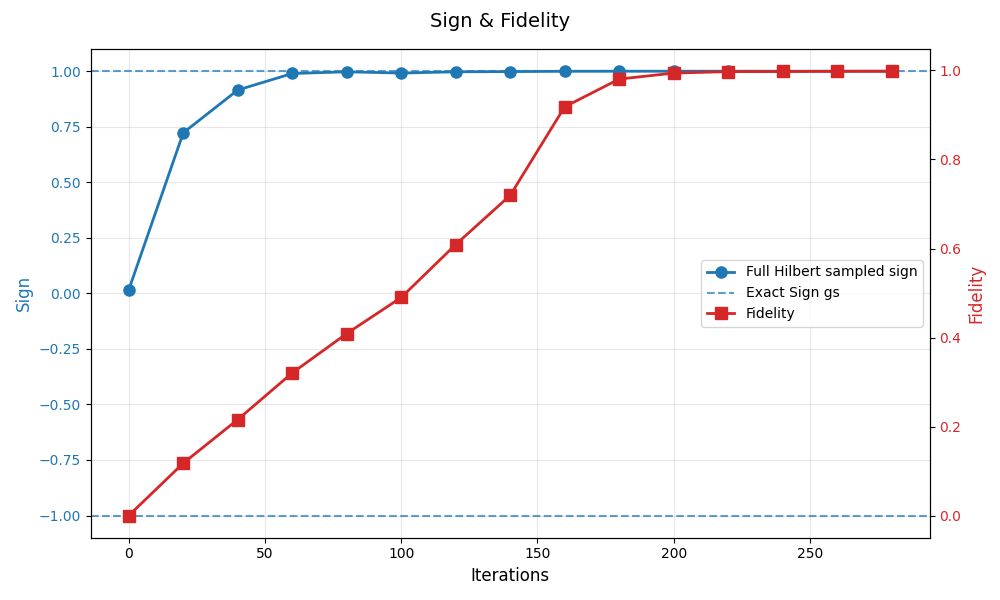 Sign & Fidelity
Sign
1.00
0.75
0.50
0.25
0.00
−0.25
−0.50
−0.75
−1.00
Full Hilbert sampled sign
Exact Sign gs
Fidelity
1.0
0.8
0.6
0.4
0.2
0.0
Fidelity
0 50 100 150 200 250
Iterations